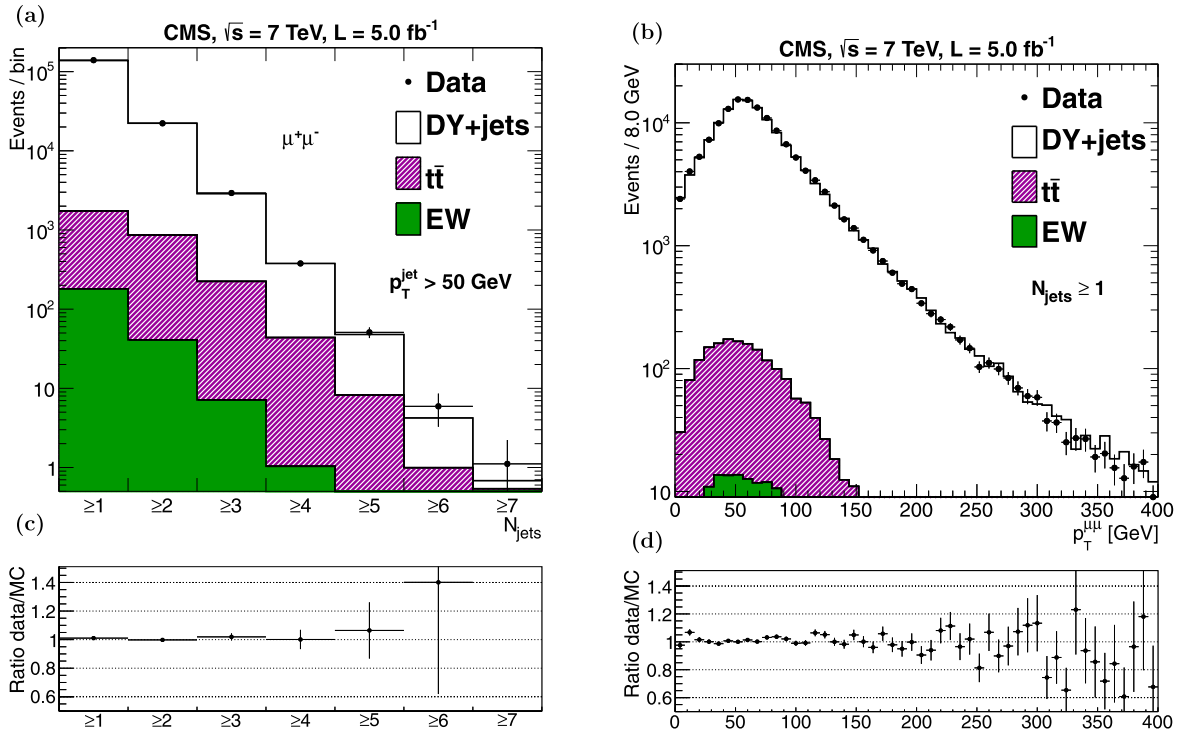 (a)
CMS, √s = 7 TeV, L = 5.0 fb⁻¹
Events / bin
10⁵
10⁴
10³
10²
10
1
Data
DY+jets
tt̄
EW
μ⁺μ⁻
p_T^jet > 50 GeV
≥1 ≥2 ≥3 ≥4 ≥5 ≥6 ≥7
N_jets
(b)
CMS, √s = 7 TeV, L = 5.0 fb⁻¹
Events / 8.0 GeV
10⁴
10³
10²
10
Data
DY+jets
tt̄
EW
N_jets ≥ 1
0 50 100 150 200 250 300 350 400
p_T^μμ [GeV]
(c)
Ratio data/MC
1.4
1.2
1
0.8
0.6
≥1 ≥2 ≥3 ≥4 ≥5 ≥6 ≥7
(d)
Ratio data/MC
1.4
1.2
1
0.8
0.6
0 50 100 150 200 250 300 350 400